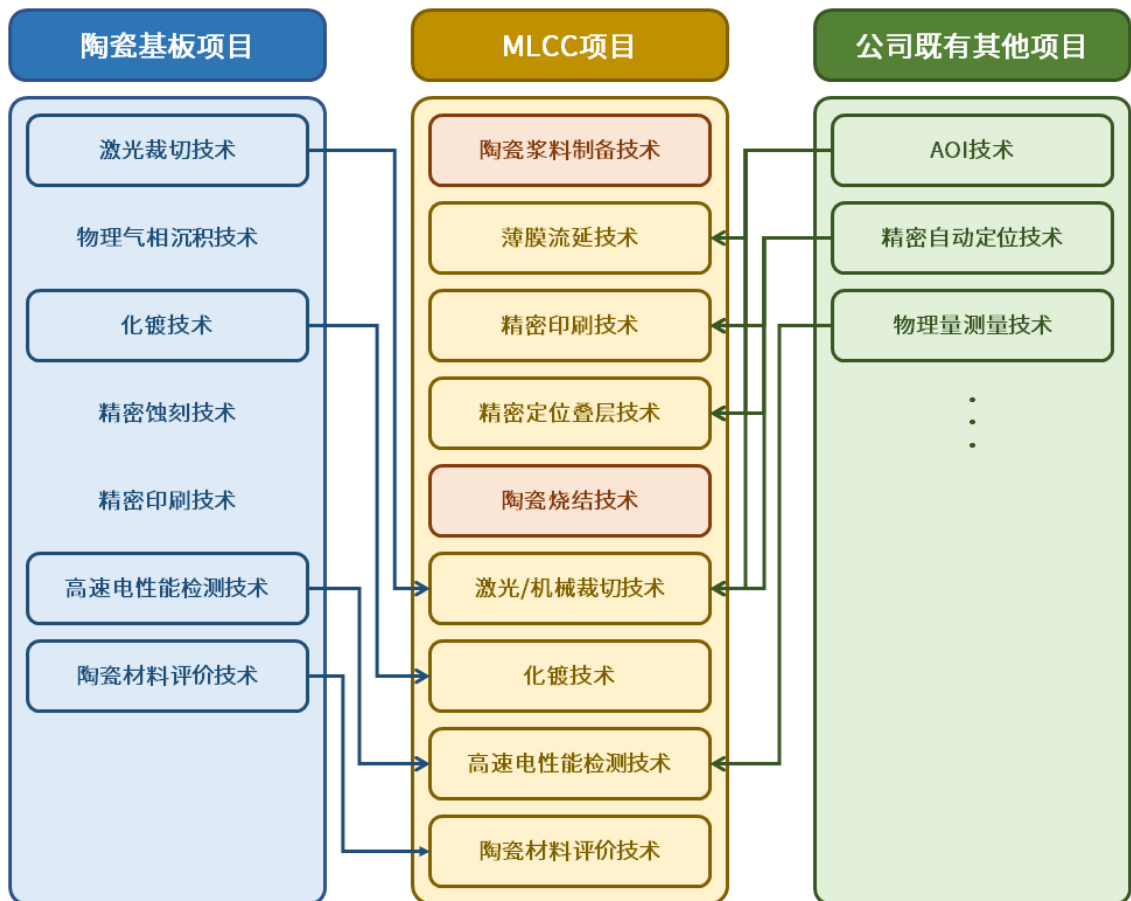 陶瓷基板项目
激光裁切技术
物理气相沉积技术
化镀技术
精密蚀刻技术
精密印刷技术
高速电性能检测技术
陶瓷材料评价技术
MLCC项目
陶瓷浆料制备技术
薄膜流延技术
精密印刷技术
精密定位叠层技术
陶瓷烧结技术
激光/机械裁切技术
化镀技术
高速电性能检测技术
陶瓷材料评价技术
公司既有其他项目
AOI技术
精密自动定位技术
物理量测量技术